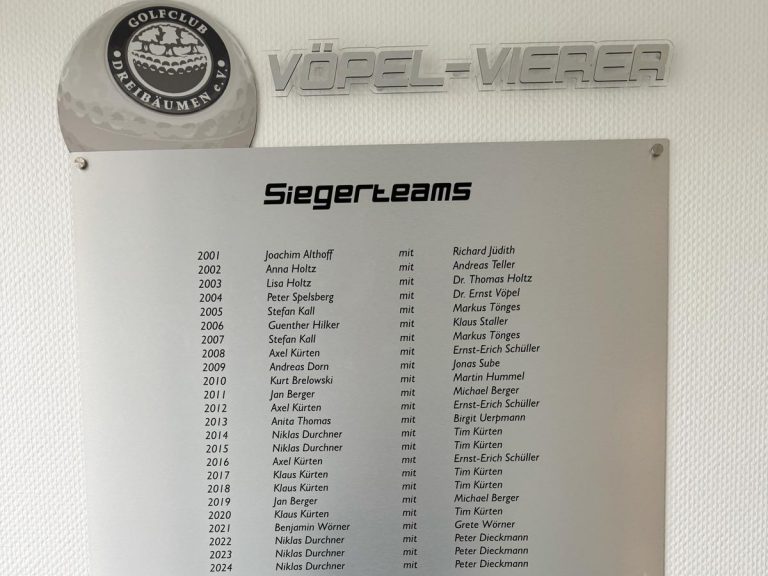 GOLFCLUB
DREIBÄUMEN e.V.
VÖPEL-VIERER
Siegerteams
2001 Joachim Althoff mit Richard Jüdith
2002 Anna Holtz mit Andreas Teller
2003 Lisa Holtz mit Dr. Thomas Holtz
2004 Peter Spelsberg mit Dr. Ernst Vöpel
2005 Stefan Kall mit Markus Tönges
2006 Guenther Hilker mit Klaus Staller
2007 Stefan Kall mit Markus Tönges
2008 Axel Kürten mit Ernst-Erich Schüller
2009 Andreas Dorn mit Jonas Sube
2010 Kurt Brelowski mit Martin Hummel
2011 Jan Berger mit Michael Berger
2012 Axel Kürten mit Ernst-Erich Schüller
2013 Anita Thomas mit Birgit Uerpmann
2014 Niklas Durchner mit Tim Kürten
2015 Niklas Durchner mit Tim Kürten
2016 Axel Kürten mit Ernst-Erich Schüller
2017 Klaus Kürten mit Tim Kürten
2018 Klaus Kürten mit Tim Kürten
2019 Jan Berger mit Michael Berger
2020 Klaus Kürten mit Tim Kürten
2021 Benjamin Wörner mit Grete Wörner
2022 Niklas Durchner mit Peter Dieckmann
2023 Niklas Durchner mit Peter Dieckmann
2024 Niklas Durchner mit Peter Dieckmann